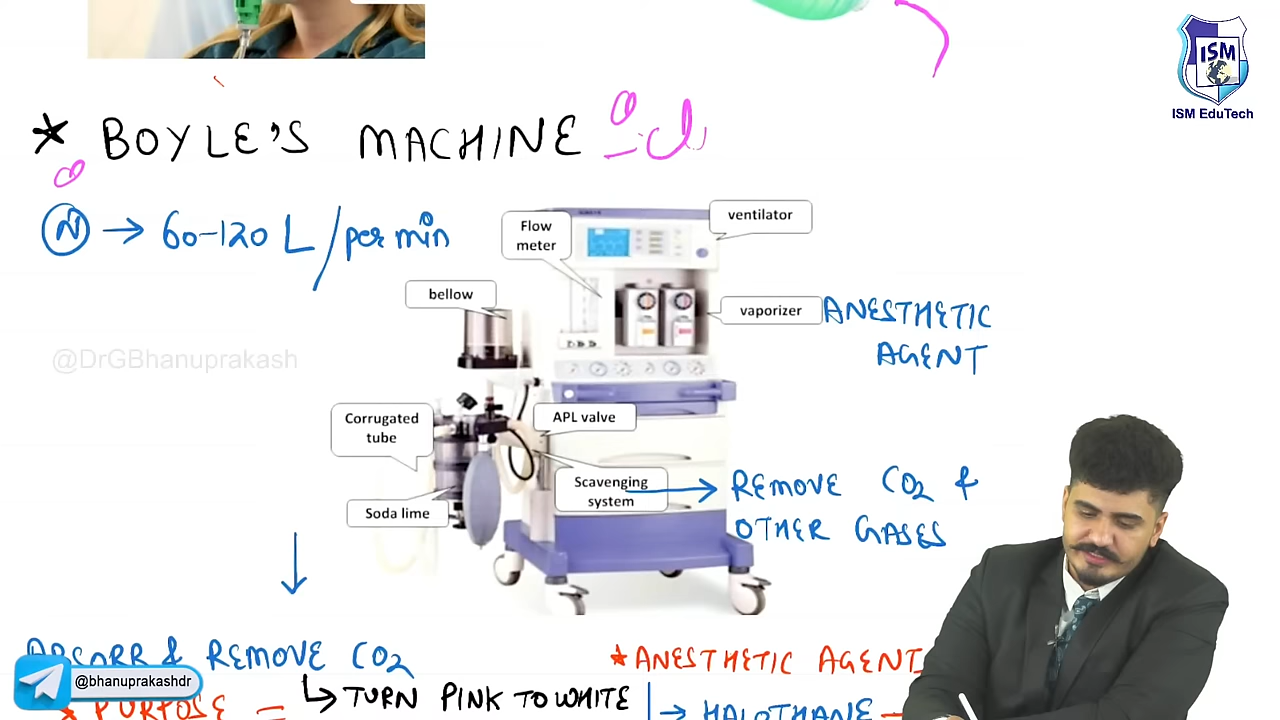 ISM
ISM EduTech
* BOYLE'S MACHINE
N → 60-120 L/per min
Flow
meter
ventilator
bellow
vaporizer
ANESTHETIC
AGENT
@DrGBhanuprakash
Corrugated
tube
APL valve
Scavenging
system
→ REMOVE CO2 &
OTHER GASES
Soda lime
ABSORB & REMOVE CO2
↳ TURN PINK TO WHITE
@bhanuprakashdr
* PURPOSE =
* ANESTHETIC AGENT
→ HALOTHANE →